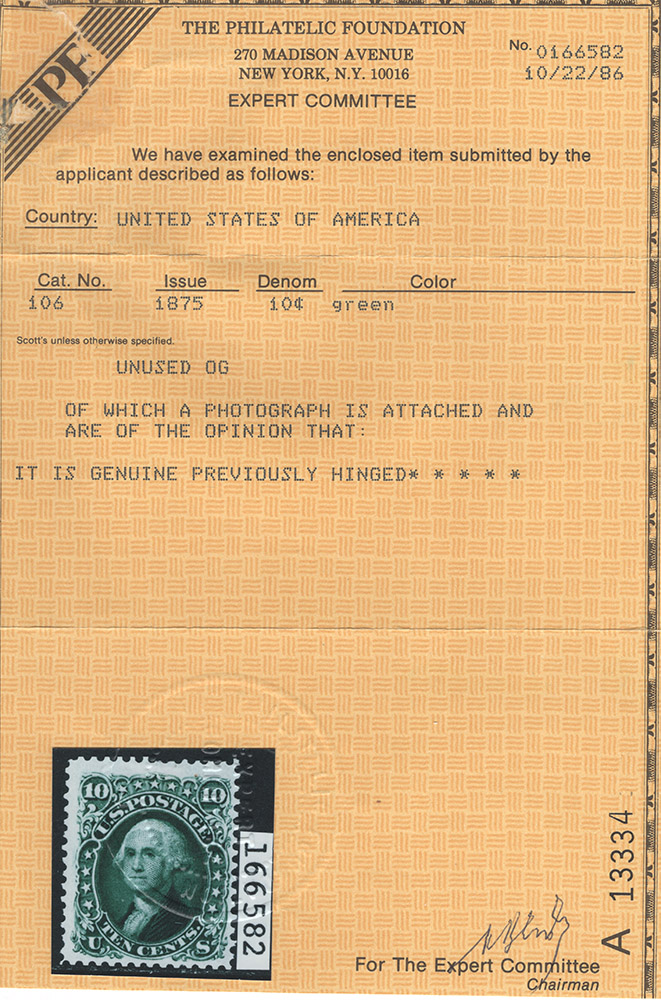 PF
THE PHILATELIC FOUNDATION
270 MADISON AVENUE
NEW YORK, N.Y. 10016
EXPERT COMMITTEE
No. 0166582
10/22/86
We have examined the enclosed item submitted by the
applicant described as follows:
Country: UNITED STATES OF AMERICA
Cat. No. Issue Denom Color
106 1875 10¢ green
Scott's unless otherwise specified.
UNUSED OG
OF WHICH A PHOTOGRAPH IS ATTACHED AND
ARE OF THE OPINION THAT:
IT IS GENUINE PREVIOUSLY HINGED* * * * *
10 10
U.S. POSTAGE
TEN CENTS.
U. S.
166582
A 13334
For The Expert Committee
Chairman